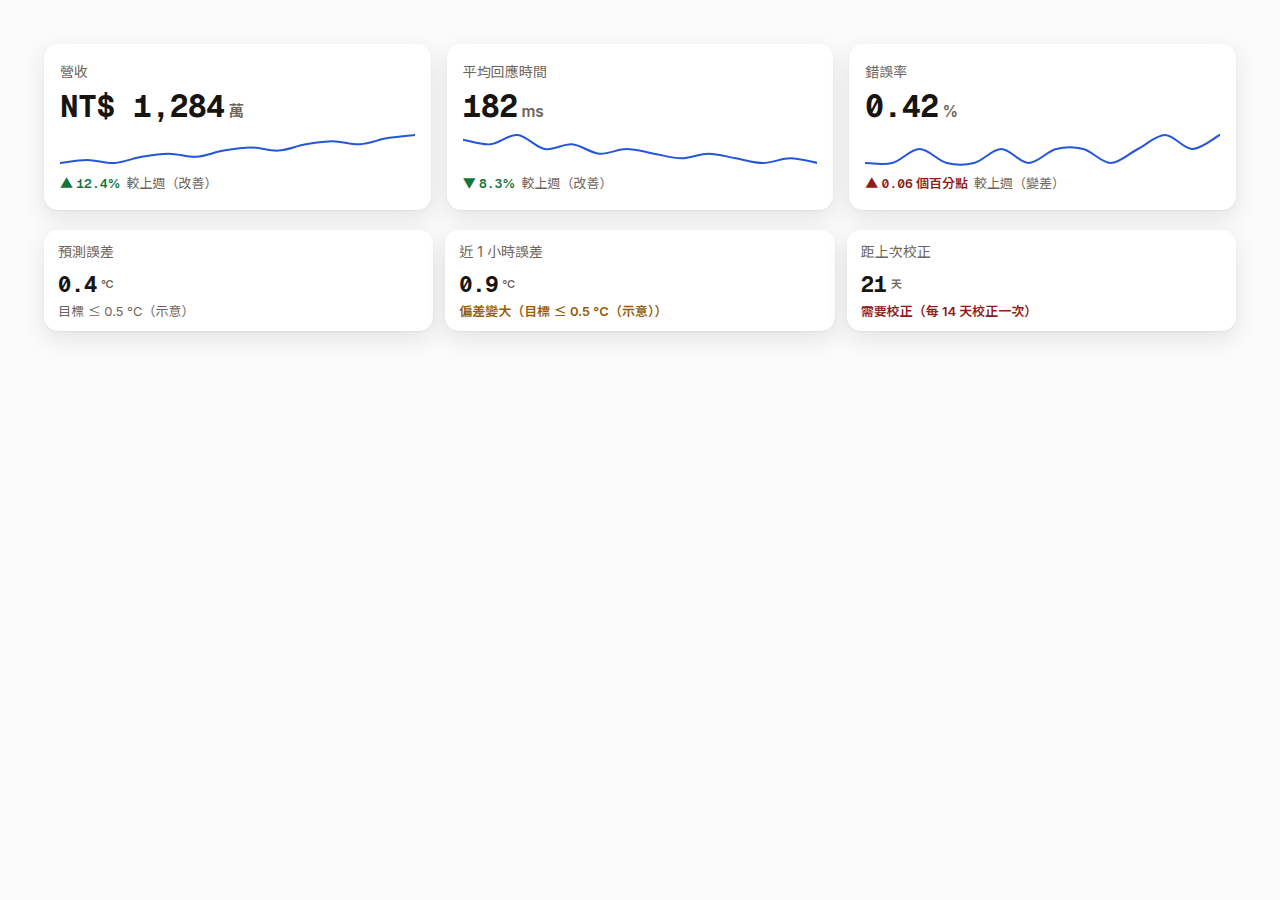 營收
NT$ 1,284 萬
▲ 12.4% 較上週（改善）
平均回應時間
182 ms
▼ 8.3% 較上週（改善）
錯誤率
0.42 %
▲ 0.06 個百分點 較上週（變差）
預測誤差
0.4 °C
目標 ≤ 0.5 °C（示意）
近 1 小時誤差
0.9 °C
偏差變大（目標 ≤ 0.5 °C（示意））
距上次校正
21 天
需要校正（每 14 天校正一次）